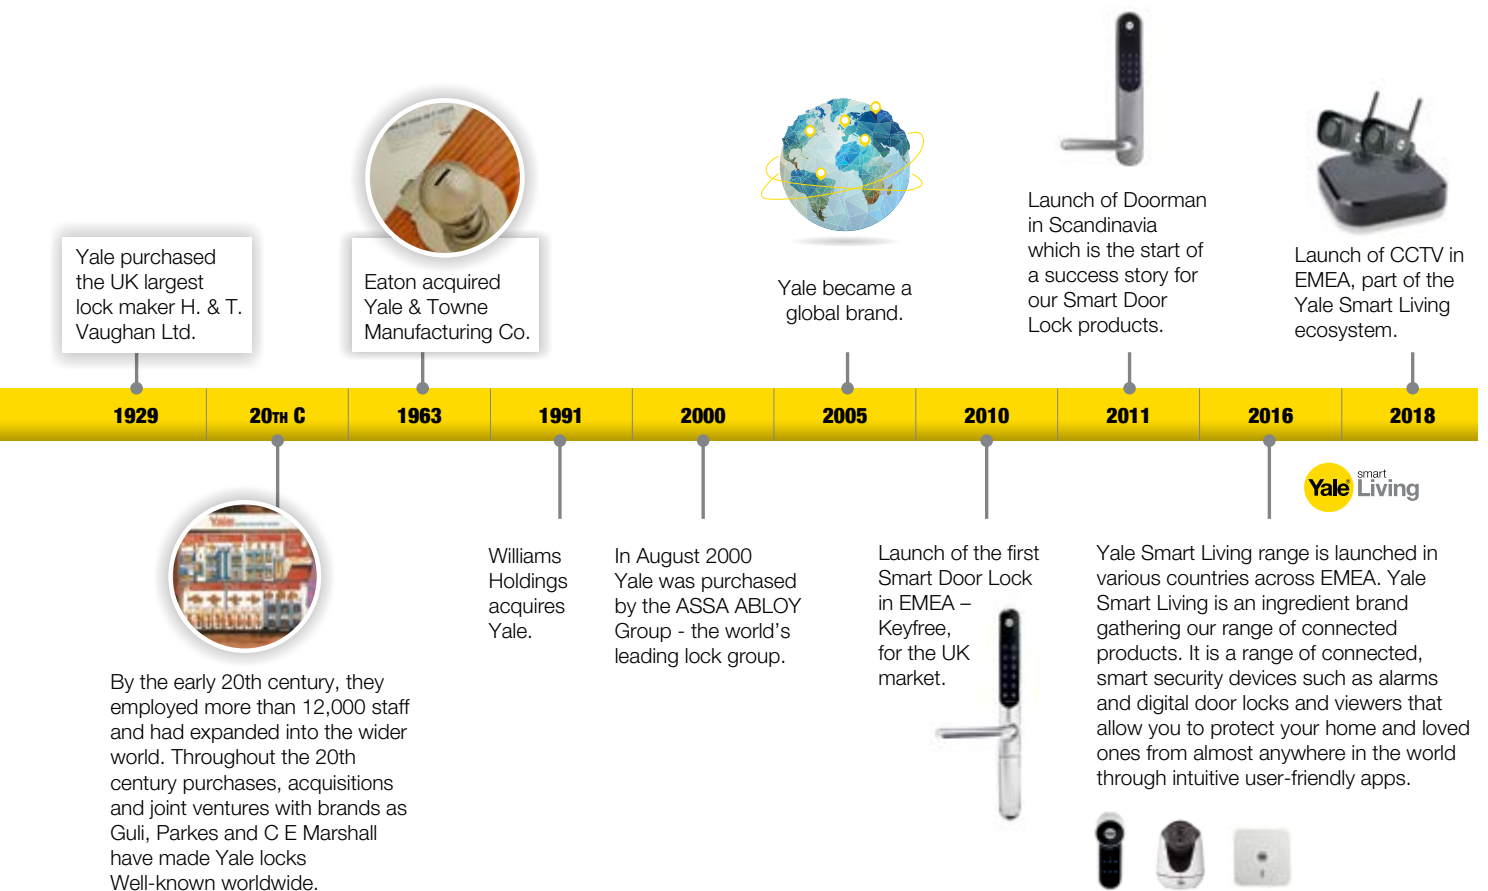 Yale purchased
the UK largest
lock maker H. & T.
Vaughan Ltd.
Eaton acquired
Yale & Towne
Manufacturing Co.
Yale became a
global brand.
Launch of Doorman
in Scandinavia
which is the start of
a success story for
our Smart Door
Lock products.
Launch of CCTV in
EMEA, part of the
Yale Smart Living
ecosystem.
1929
20TH C
1963
1991
2000
2005
2010
2011
2016
2018
Yale smart Living
Yale
By the early 20th century, they
employed more than 12,000 staff
and had expanded into the wider
world. Throughout the 20th
century purchases, acquisitions
and joint ventures with brands as
Guli, Parkes and C E Marshall
have made Yale locks
Well-known worldwide.
Williams
Holdings
acquires
Yale.
In August 2000
Yale was purchased
by the ASSA ABLOY
Group - the world's
leading lock group.
Launch of the first
Smart Door Lock
in EMEA –
Keyfree,
for the UK
market.
Yale Smart Living range is launched in
various countries across EMEA. Yale
Smart Living is an ingredient brand
gathering our range of connected
products. It is a range of connected,
smart security devices such as alarms
and digital door locks and viewers that
allow you to protect your home and loved
ones from almost anywhere in the world
through intuitive user-friendly apps.